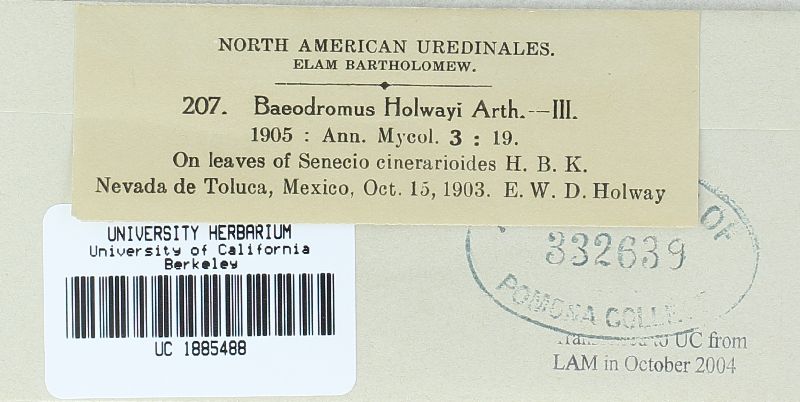 NORTH AMERICAN UREDINALES.
ELAM BARTHOLOMEW.
207. Baeodromus Holwayi Arth.—III.
1905 : Ann. Mycol. 3 : 19.
On leaves of Senecio cinerarioides H. B. K.
Nevada de Toluca, Mexico, Oct. 15, 1903. E. W. D. Holway
UNIVERSITY HERBARIUM
University of California
Berkeley
UC 1885488
OF
332639
POMONA COLLE
to UC from
LAM in October 2004